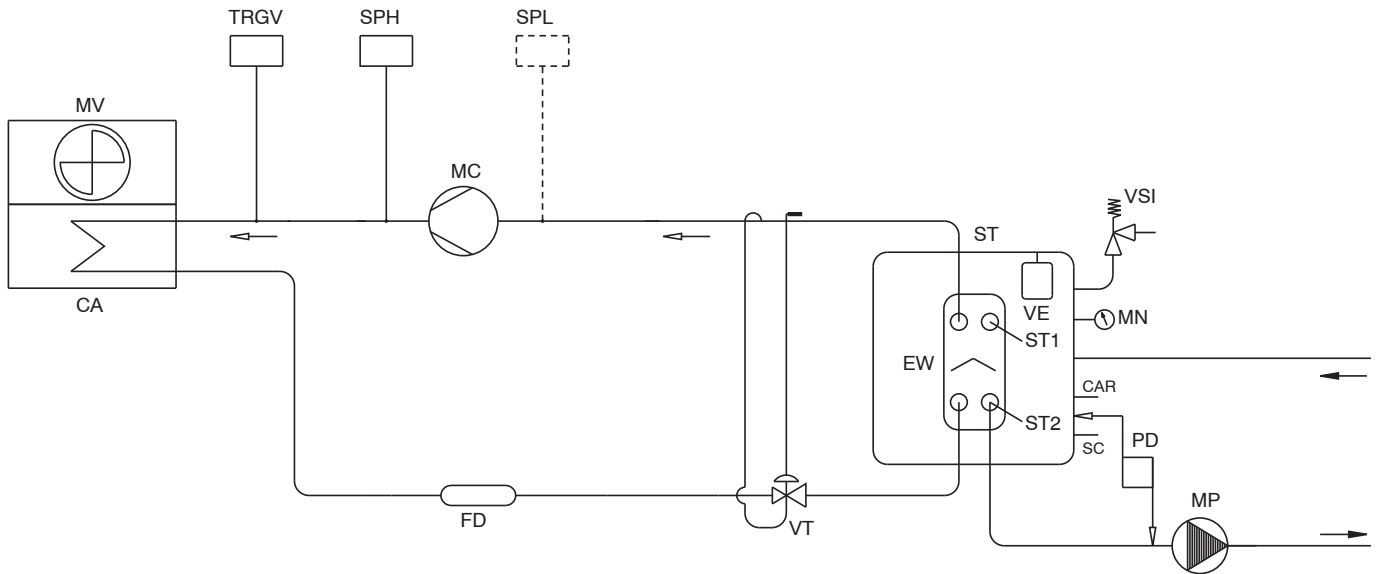 TRGV
SPH
SPL
MV
MC
VSI
ST
VE
MN
ST1
EW
CAR
ST2
PD
SC
CA
MP
FD
VT